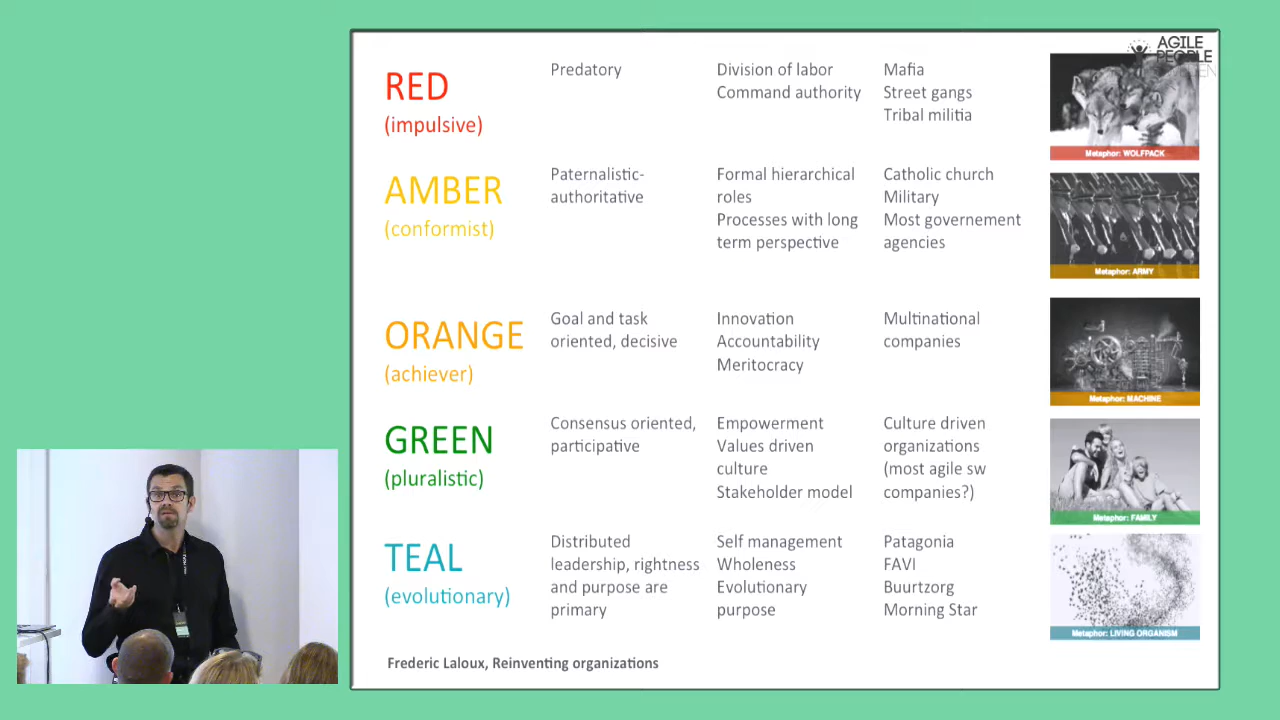 AGILE
PEOPLE
RED
(impulsive)
Predatory
Division of labor
Command authority
Mafia
Street gangs
Tribal militia
Metaphor: WOLFPACK
AMBER
(conformist)
Paternalistic-
authoritative
Formal hierarchical
roles
Processes with long
term perspective
Catholic church
Military
Most governement
agencies
Metaphor: ARMY
ORANGE
(achiever)
Goal and task
oriented, decisive
Innovation
Accountability
Meritocracy
Multinational
companies
Metaphor: MACHINE
GREEN
(pluralistic)
Consensus oriented,
participative
Empowerment
Values driven
culture
Stakeholder model
Culture driven
organizations
(most agile sw
companies?)
Metaphor: FAMILY
TEAL
(evolutionary)
Distributed
leadership, rightness
and purpose are
primary
Self management
Wholeness
Evolutionary
purpose
Patagonia
FAVI
Buurtzorg
Morning Star
Metaphor: LIVING ORGANISM
Frederic Laloux, Reinventing organizations